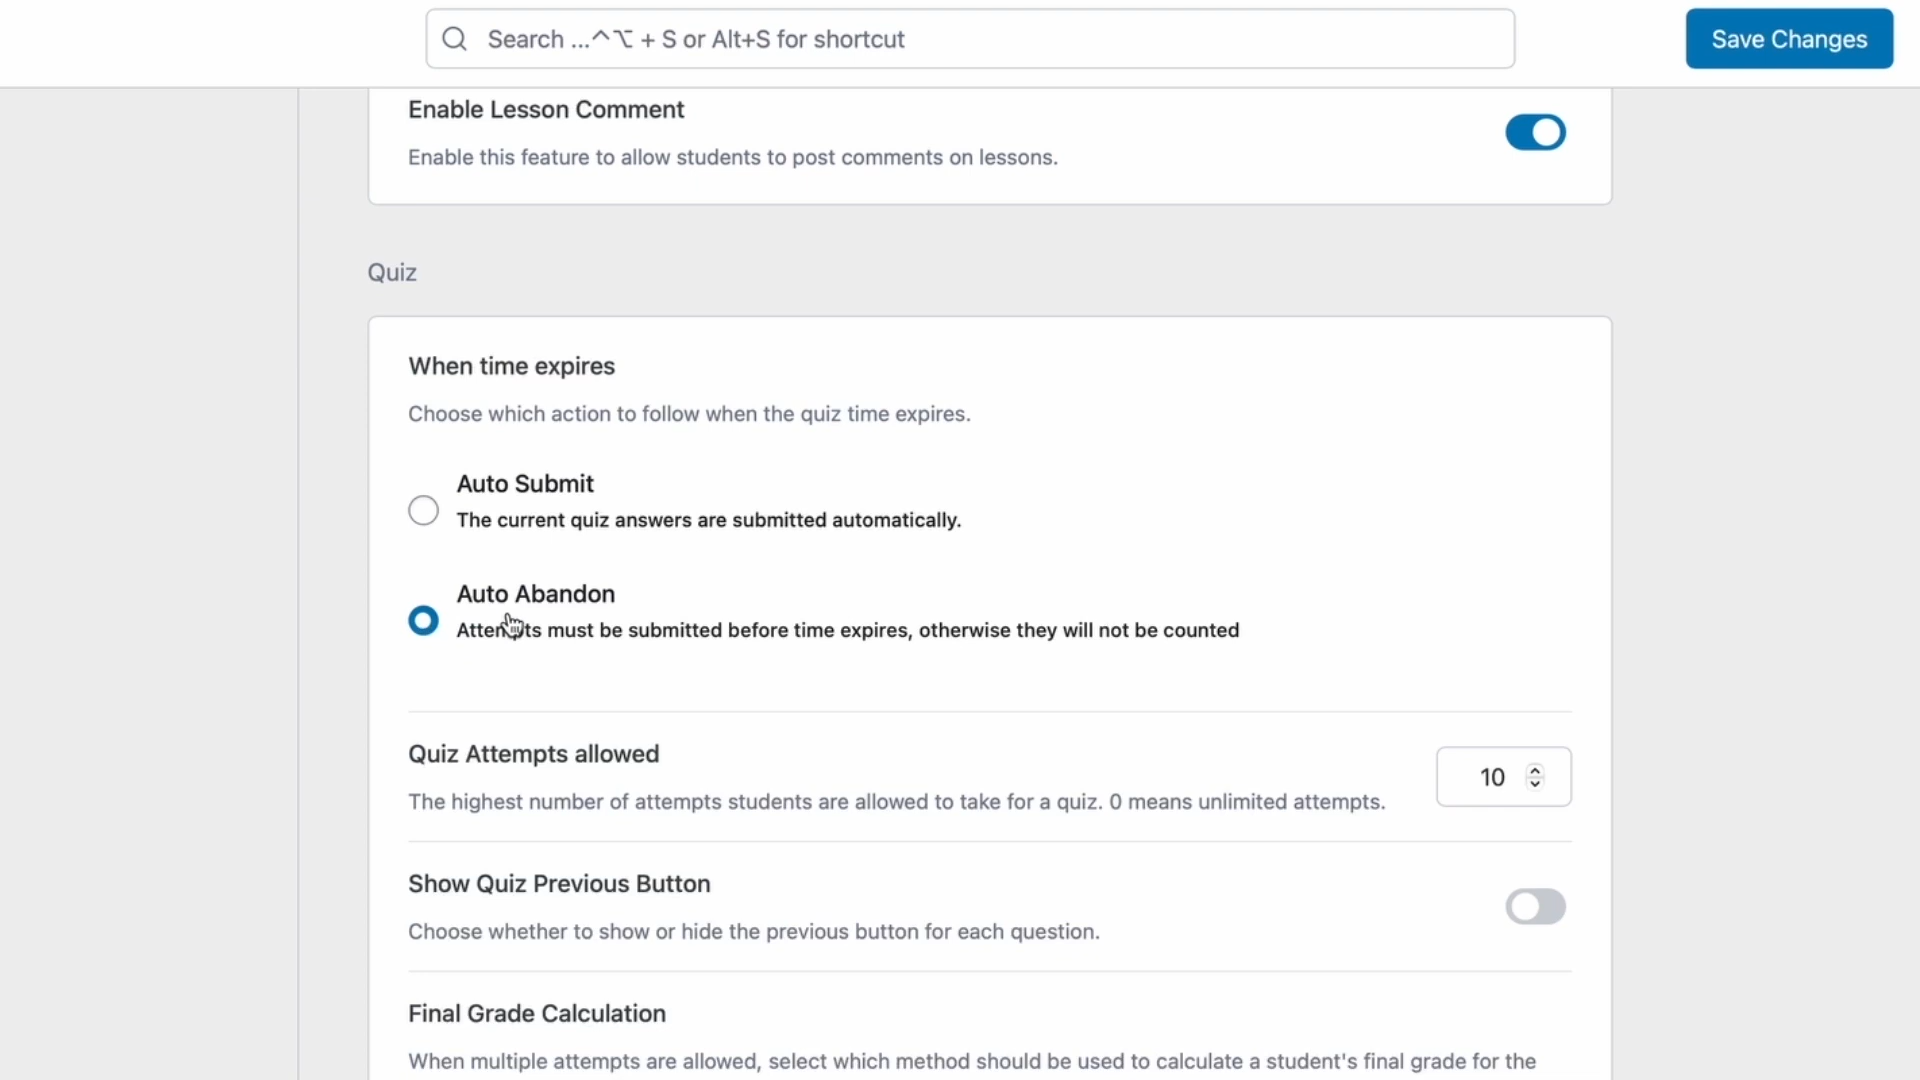 Search ...^⌥ + S or Alt+S for shortcut
Save Changes
Enable Lesson Comment
Enable this feature to allow students to post comments on lessons.
Quiz
When time expires
Choose which action to follow when the quiz time expires.
Auto Submit
The current quiz answers are submitted automatically.
Auto Abandon
Attempts must be submitted before time expires, otherwise they will not be counted
Quiz Attempts allowed
10
The highest number of attempts students are allowed to take for a quiz. 0 means unlimited attempts.
Show Quiz Previous Button
Choose whether to show or hide the previous button for each question.
Final Grade Calculation
When multiple attempts are allowed, select which method should be used to calculate a student's final grade for the